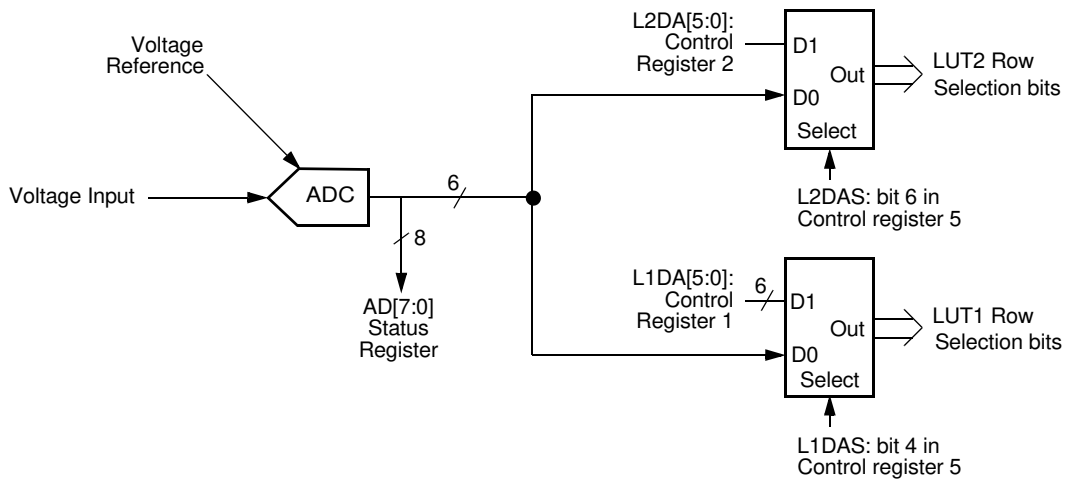 Voltage
Reference
Voltage Input
ADC
6
8
AD[7:0]
Status
Register
L2DA[5:0]:
Control
Register 2
D1
Out
D0
Select
LUT2 Row
Selection bits
L2DAS: bit 6 in
Control register 5
L1DA[5:0]:
Control
Register 1
6
D1
Out
D0
Select
LUT1 Row
Selection bits
L1DAS: bit 4 in
Control register 5